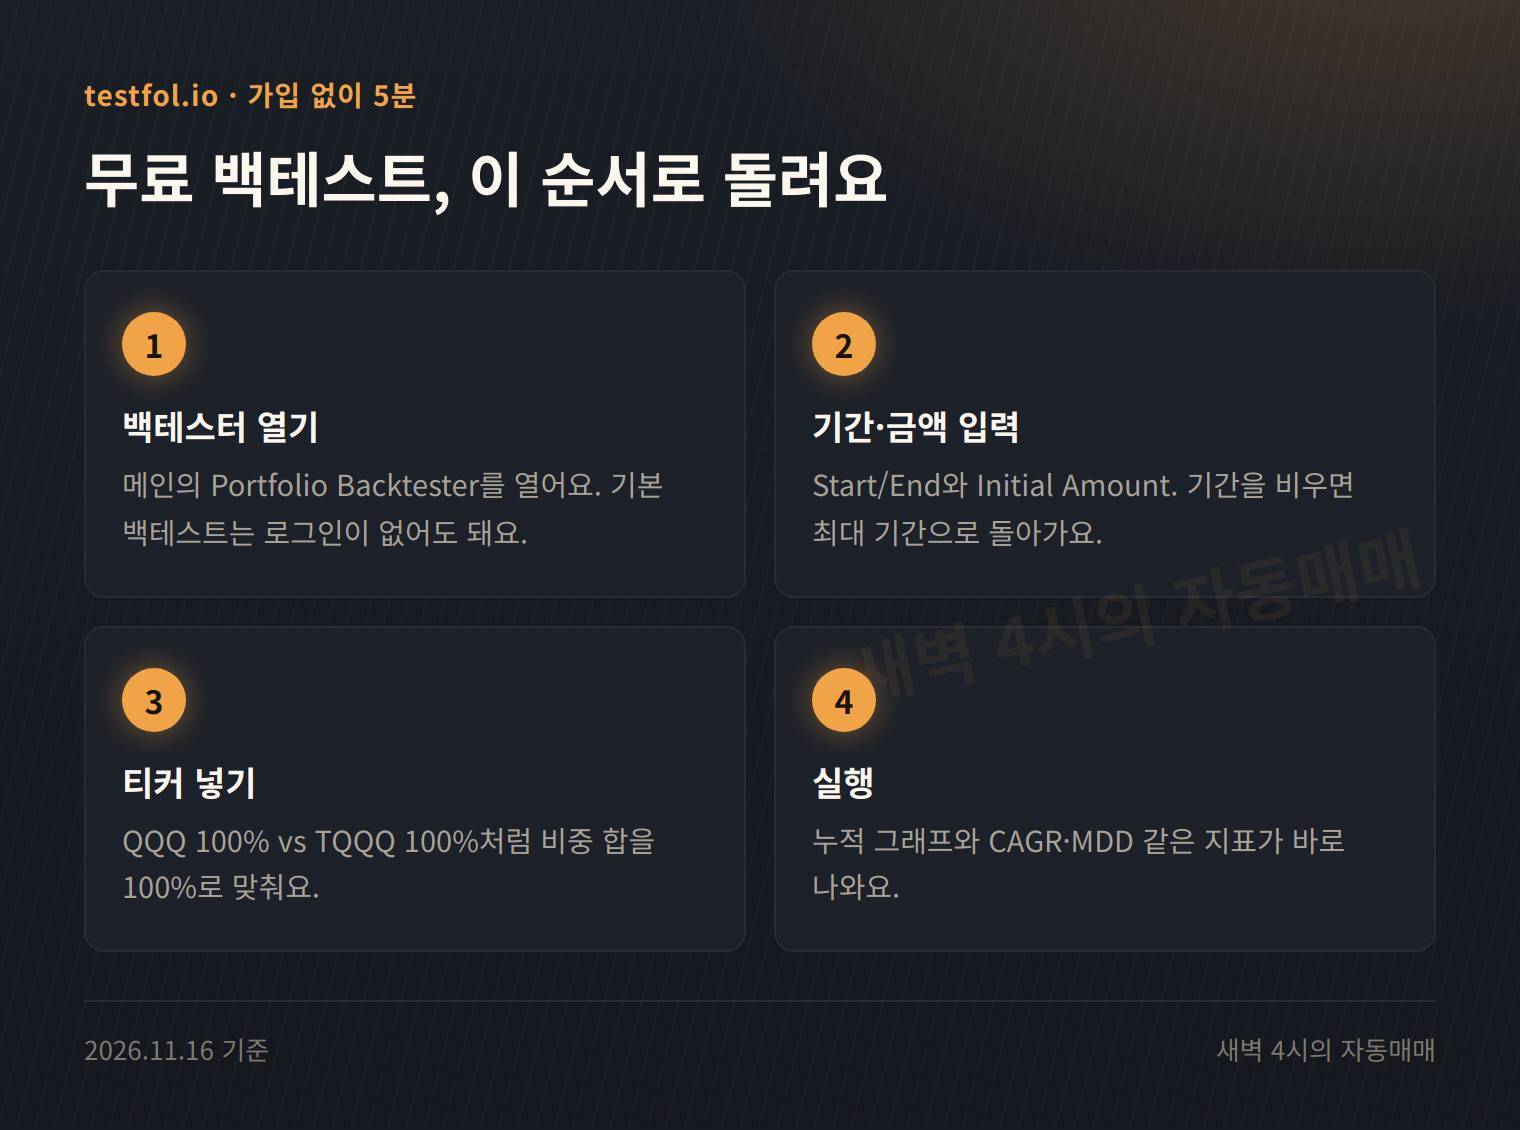 testfol.io · 가입 없이 5분
무료 백테스트, 이 순서로 돌려요
1
백테스터 열기
메인의 Portfolio Backtester를 열어요. 기본
백테스트는 로그인이 없어도 돼요.
2
기간·금액 입력
Start/End와 Initial Amount. 기간을 비우면
최대 기간으로 돌아가요.
3
티커 넣기
QQQ 100% vs TQQQ 100%처럼 비중 합을
100%로 맞춰요.
4
실행
누적 그래프와 CAGR·MDD 같은 지표가 바로
나와요.
새벽 4시의 자동매매
2026.11.16 기준
새벽 4시의 자동매매